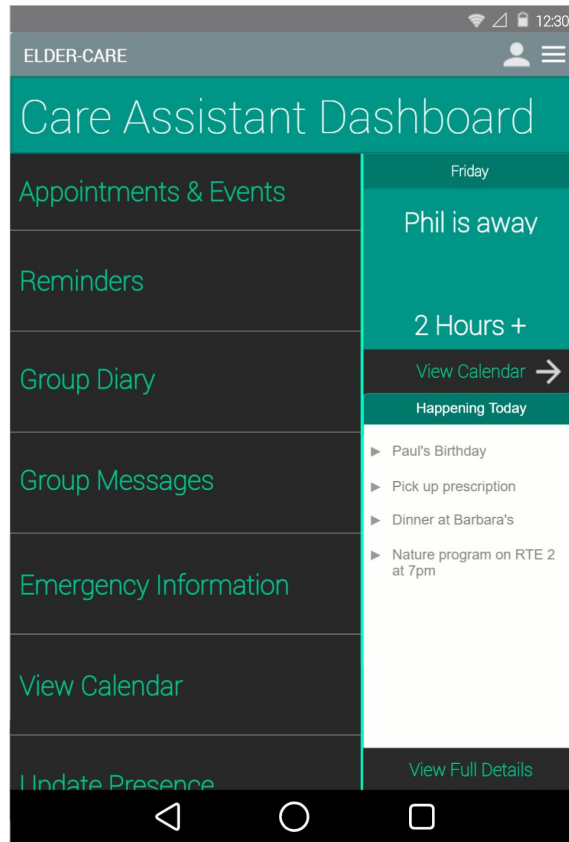 12:30
ELDER-CARE
Care Assistant Dashboard
Appointments & Events
Reminders
Group Diary
Group Messages
Emergency Information
View Calendar
Update Presence
Friday
Phil is away
2 Hours +
View Calendar
Happening Today
Paul's Birthday
Pick up prescription
Dinner at Barbara's
Nature program on RTE 2
at 7pm
View Full Details